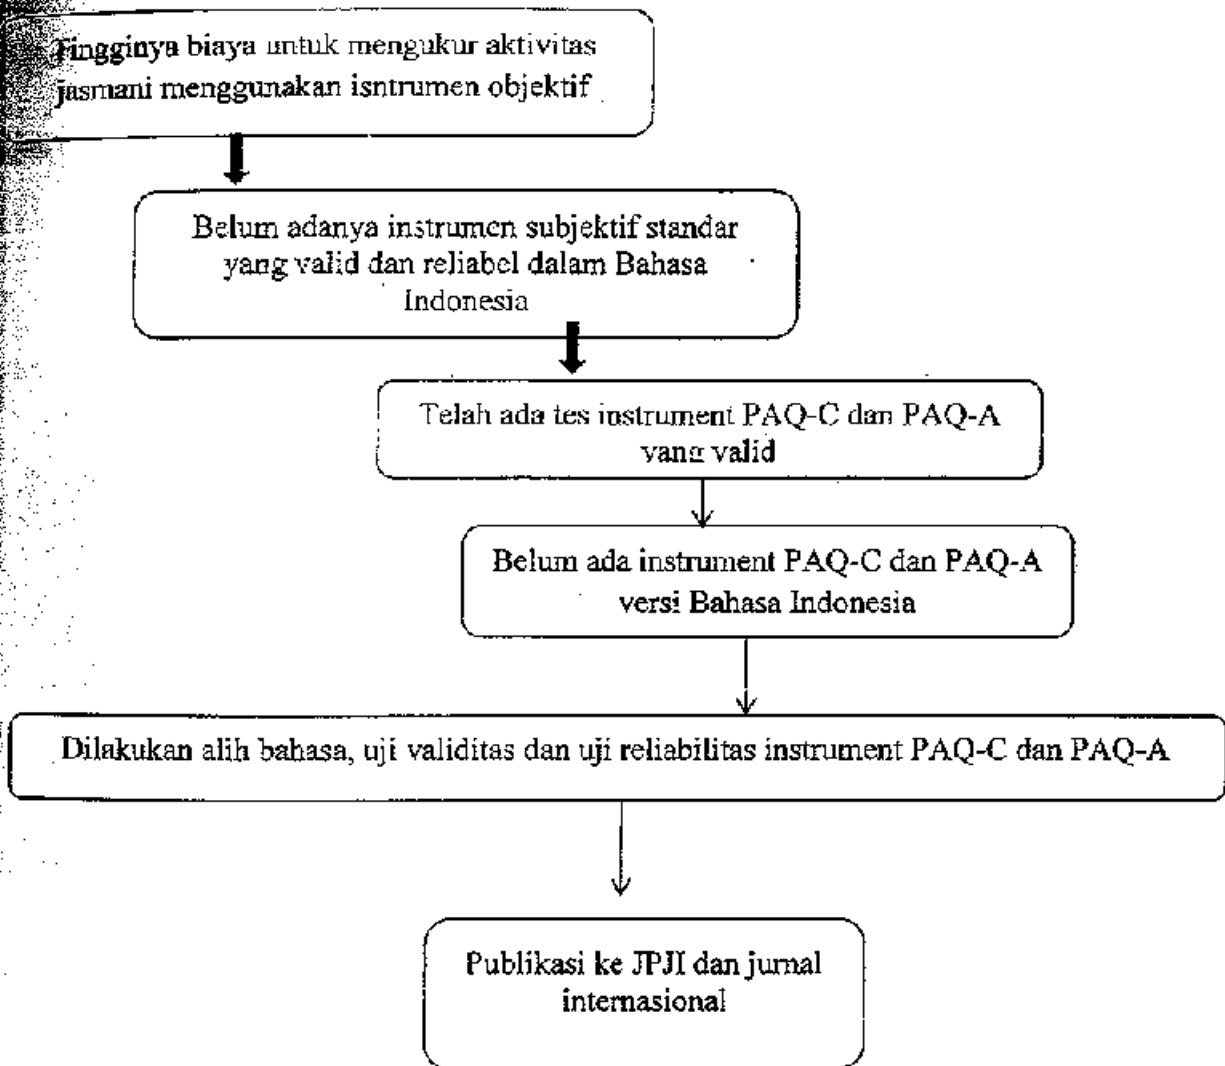 Tingginya biaya untuk mengukur aktivitas
jasmani menggunakan isntrumen objektif
Belum adanya instrumen subjektif standar
yang valid dan reliabel dalam Bahasa
Indonesia
Telah ada tes instrument PAQ-C dan PAQ-A
yang valid
Belum ada instrument PAQ-C dan PAQ-A
versi Bahasa Indonesia
Dilakukan alih bahasa, uji validitas dan uji reliabilitas instrument PAQ-C dan PAQ-A
Publikasi ke JPJI dan jurnal
internasional